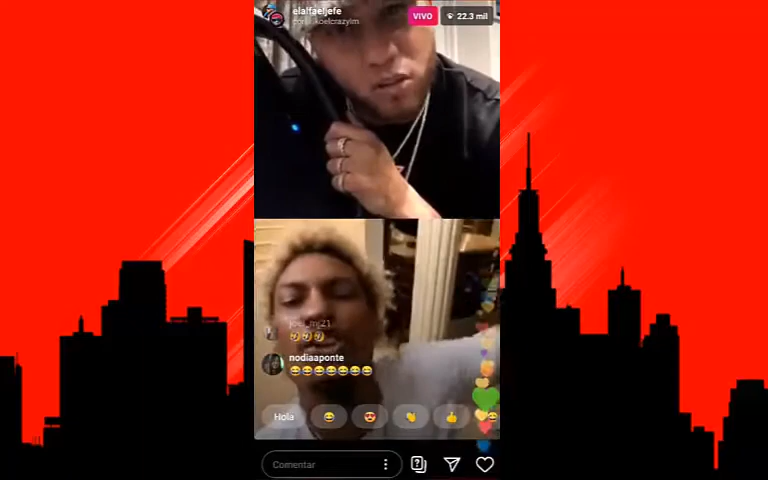 elalfaeljefe
VIVO
22.3 mil
nodiaaponte
Hola
Comentar